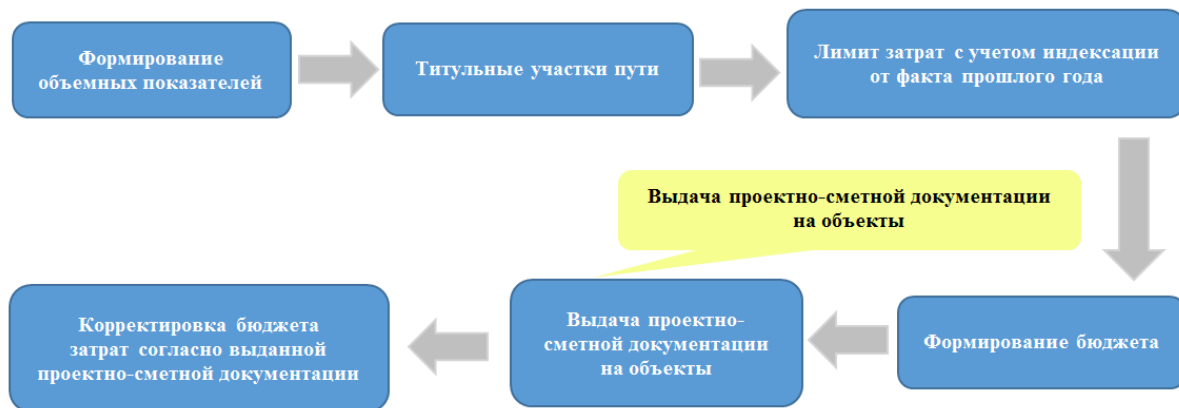 Формирование
объемных показателей
Титульные участки пути
Лимит затрат с учетом индексации
от факта прошлого года
Выдача проектно-сметной документации
на объекты
Формирование бюджета
Выдача проектно-
сметной документации
на объекты
Корректировка бюджета
затрат согласно выданной
проектно-сметной документации